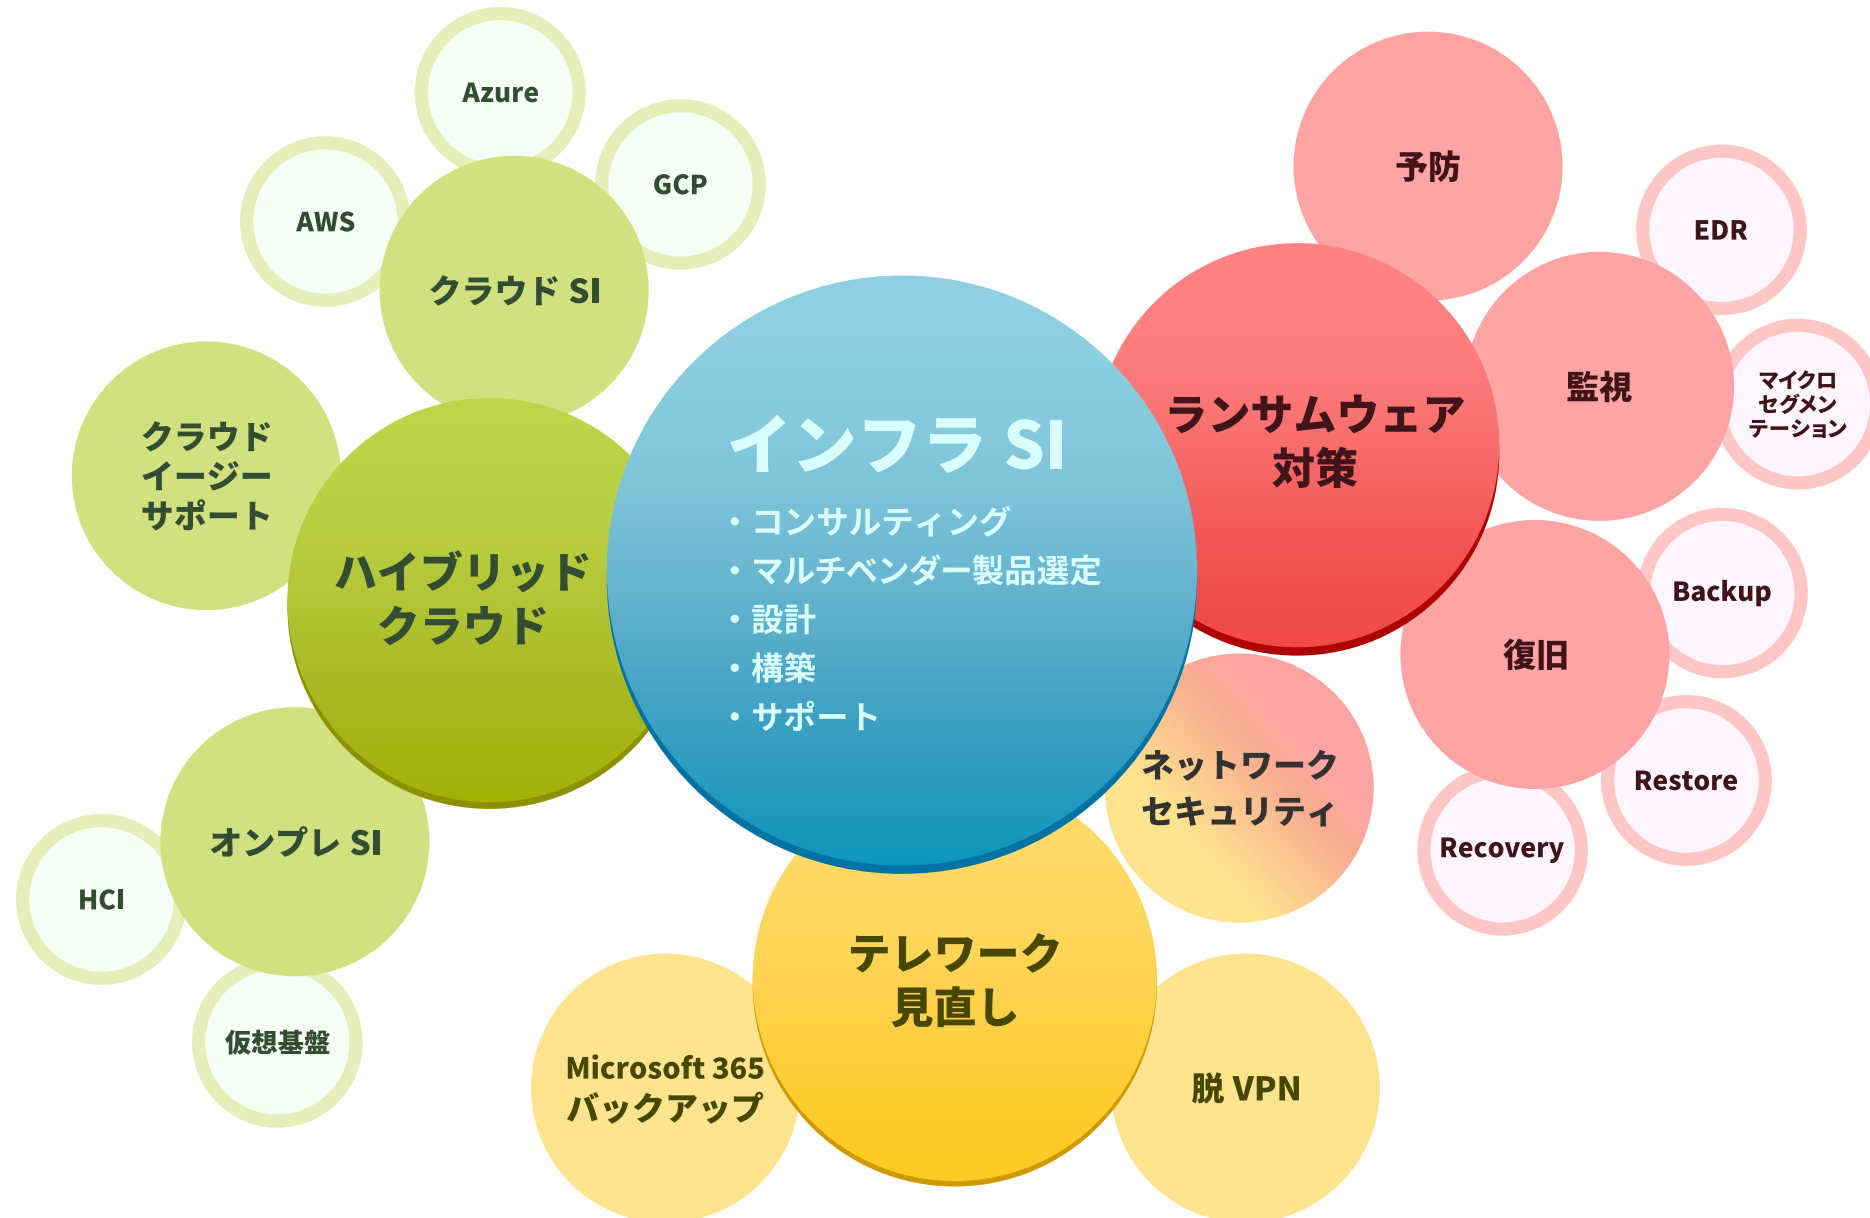 Azure
GCP
AWS
クラウド SI
クラウド
イージー
サポート
ハイブリッド
クラウド
オンプレ SI
HCI
仮想基盤
インフラ SI
・コンサルティング
・マルチベンダー製品選定
・設計
・構築
・サポート
予防
EDR
ランサムウェア
対策
監視
マイクロ
セグメン
テーション
復旧
Backup
Restore
Recovery
ネットワーク
セキュリティ
テレワーク
見直し
Microsoft 365
バックアップ
脱 VPN